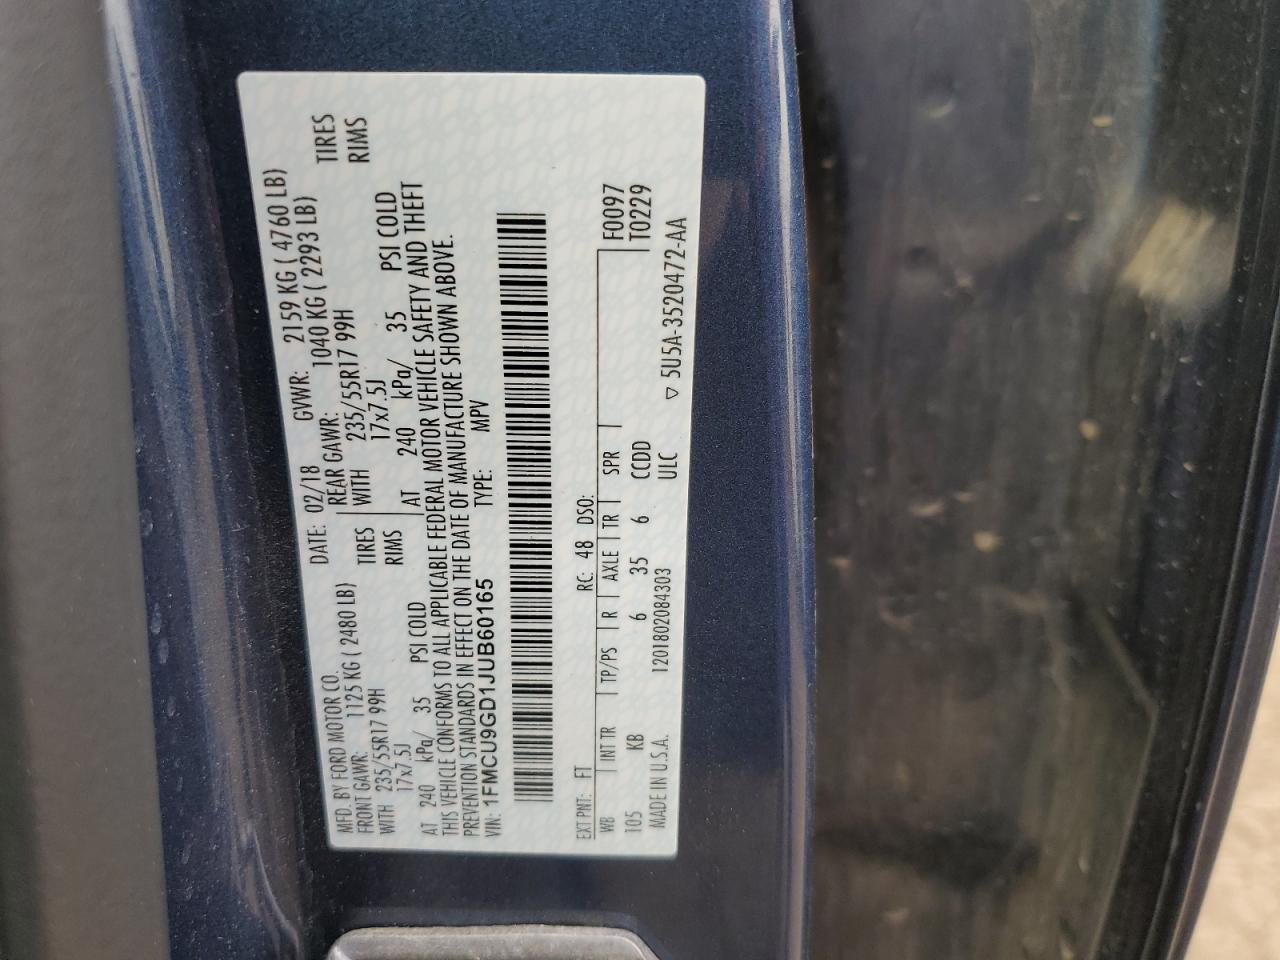 MFD. BY FORD MOTOR CO.
DATE: 02/18 GVWR: 2159 KG ( 4760 LB)
FRONT GAWR: 1125 KG ( 2480 LB) REAR GAWR: 1040 KG ( 2293 LB)
WITH 235/55R17 99H TIRES WITH 235/55R17 99H TIRES
17x7.5J RIMS 17x7.5J RIMS
AT 240 kPa/ 35 PSI COLD AT 240 kPa/ 35 PSI COLD
THIS VEHICLE CONFORMS TO ALL APPLICABLE FEDERAL MOTOR VEHICLE SAFETY AND THEFT
PREVENTION STANDARDS IN EFFECT ON THE DATE OF MANUFACTURE SHOWN ABOVE.
VIN: 1FMCU9GD1JUB60165 TYPE: MPV
EXT PNT: FT RC: 48 DSO: F0097
WB INT TR TP/PS R AXLE TR SPR T0229
105 KB 6 35 6 CCDD
MADE IN U.S.A. 1201802084303 ULC ▽ 5U5A-3520472-AA